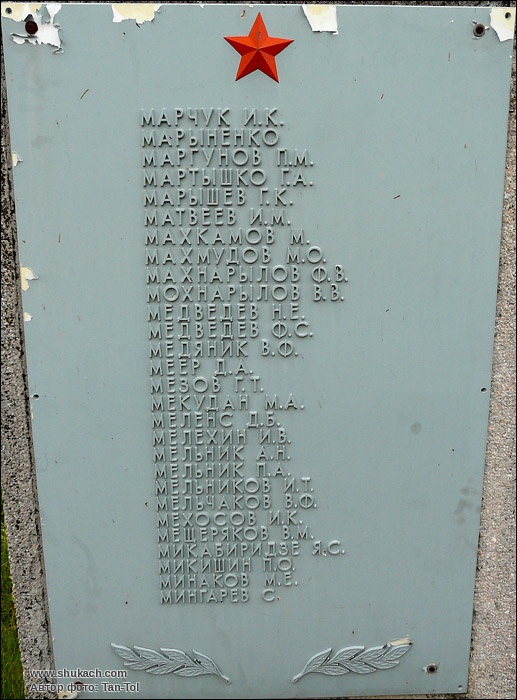 МАРЧУК И.К.
МАРЫНЕНКО
МАРГУНОВ П.М.
МАРТЫШКО Г.А.
МАРЫШЕВ Г.К.
МАТВЕЕВ И.М.
МАХКАМОВ М.
МАХМУДОВ М.О.
МАХНАРЫЛОВ Ф.В.
МОХНАРЫЛОВ В.В.
МЕДВЕДЕВ Н.Е.
МЕДВЕДЕВ Ф.С.
МЕДЯНИК В.Ф.
МЕЕР Д.А.
МЕЗОВ Г.Т.
МЕКУДАН М.А.
МЕЛЕНС Д.Б.
МЕЛЕХИН И.В.
МЕЛЬНИК А.Н.
МЕЛЬНИК П.А.
МЕЛЬНИКОВ И.Т.
МЕЛЬЧАКОВ В.Ф.
МЕХОСОВ И.К.
МЕЩЕРЯКОВ В.М.
МИКАБИРИДЗЕ Я.С.
МИКИШИН П.О.
МИНАКОВ М.Е.
МИНГАРЕВ С.
www.shukach.com
Автор фото: Tan-Tol